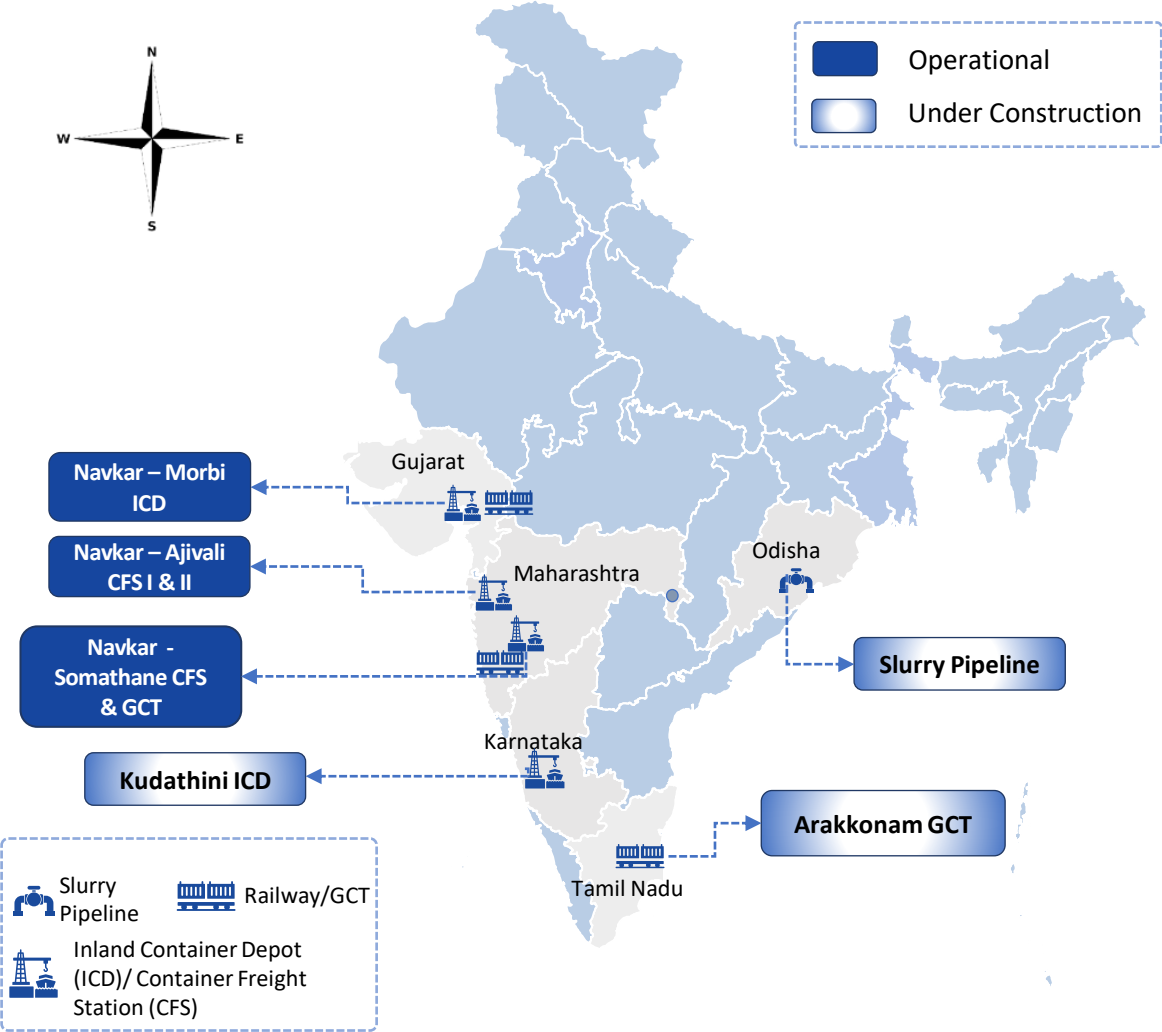 N
W
E
S
Operational
Under Construction
Gujarat
Navkar – Morbi
ICD
Navkar – Ajivali
CFS I & II
Maharashtra
Odisha
Navkar -
Somathane CFS
& GCT
Slurry Pipeline
Karnataka
Kudathini ICD
Arakkonam GCT
Tamil Nadu
Slurry
Pipeline
Railway/GCT
Inland Container Depot
(ICD)/ Container Freight
Station (CFS)